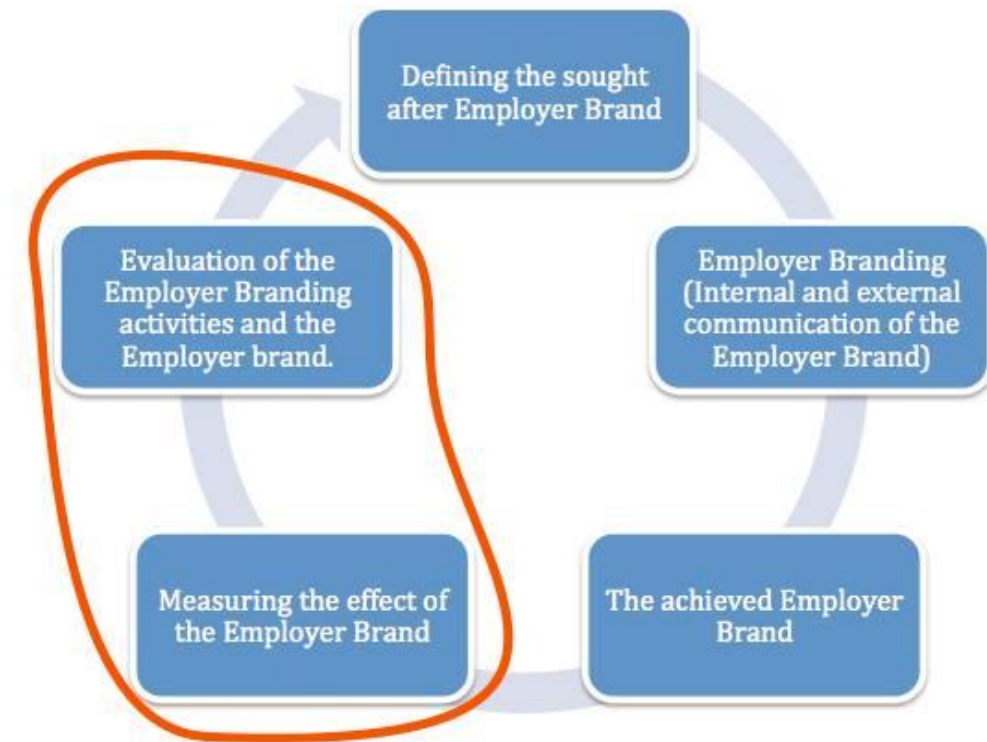 Defining the sought
after Employer Brand
Employer Branding
(Internal and external
communication of the
Employer Brand)
The achieved Employer
Brand
Measuring the effect of
the Employer Brand
Evaluation of the
Employer Branding
activities and the
Employer brand.